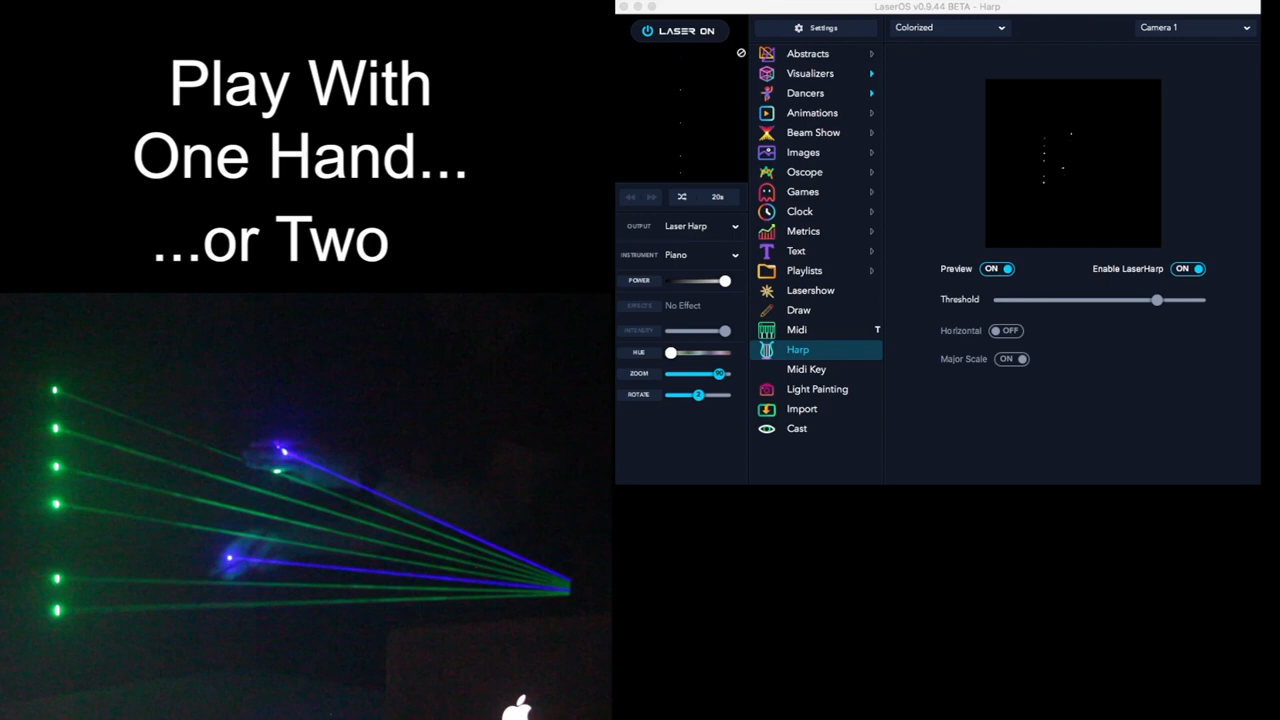 Play With
One Hand...
...or Two
LaserOS v0.9.44 BETA - Harp
LASER ON
20s
OUTPUT Laser Harp
INSTRUMENT Piano
POWER
EFFECTS No Effect
INTENSITY
HUE
ZOOM 90
ROTATE 2
Settings
Abstracts
Visualizers
Dancers
Animations
Beam Show
Images
Oscope
Games
Clock
Metrics
Text
Playlists
Lasershow
Draw
Midi T
Harp
Midi Key
Light Painting
Import
Cast
Colorized
Camera 1
Preview ON
Enable LaserHarp ON
Threshold
Horizontal OFF
Major Scale ON